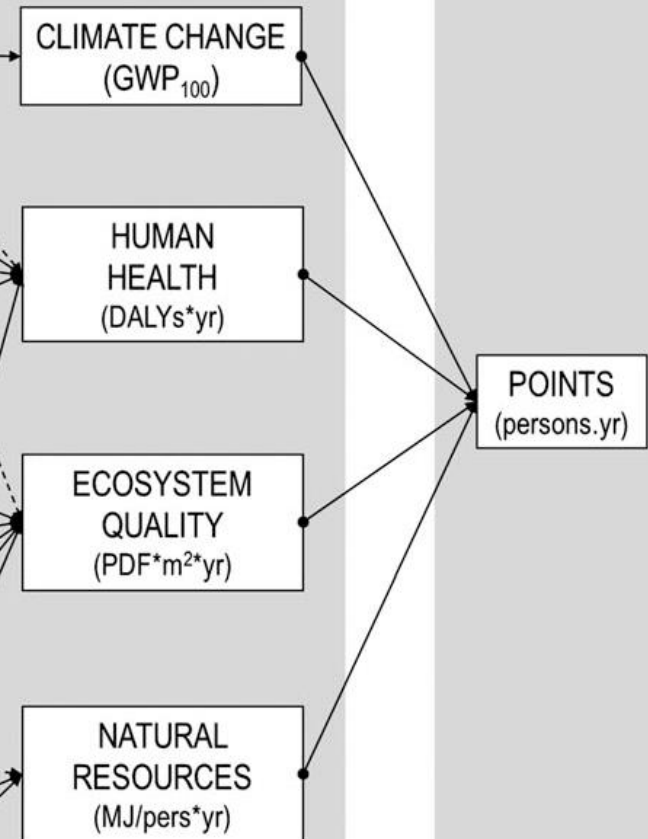 CLIMATE CHANGE
(GWP₁₀₀)
HUMAN
HEALTH
(DALYs*yr)
POINTS
(persons.yr)
ECOSYSTEM
QUALITY
(PDF*m²*yr)
NATURAL
RESOURCES
(MJ/pers*yr)